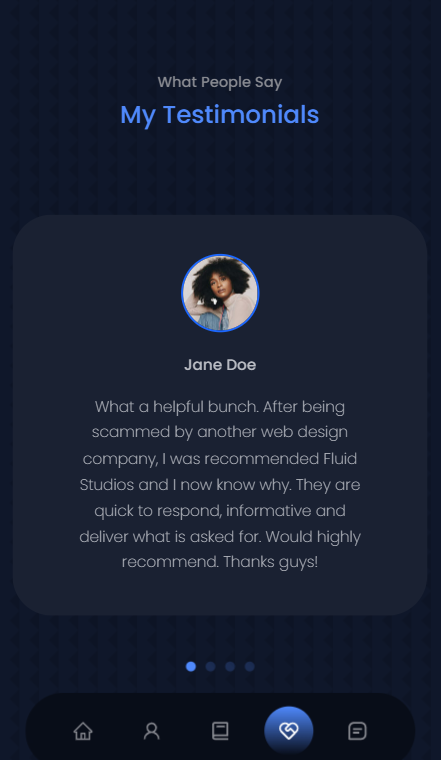 What People Say
My Testimonials
Jane Doe
What a helpful bunch. After being
scammed by another web design
company, I was recommended Fluid
Studios and I now know why. They are
quick to respond, informative and
deliver what is asked for. Would highly
recommend. Thanks guys!